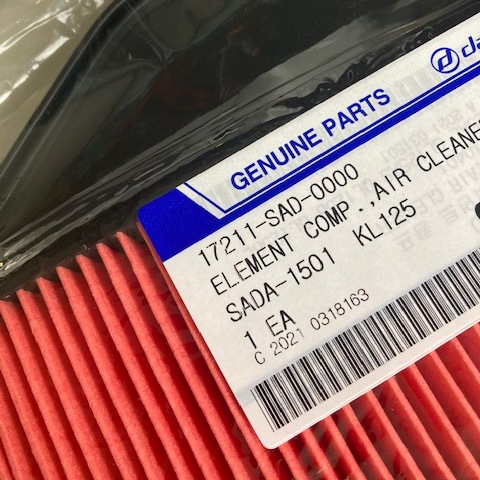 GENUINE PARTS
17211-SAD-0000
ELEMENT COMP .,AIR CLEANE
SADA-1501 KL125
1 EA
C 2021 0318163